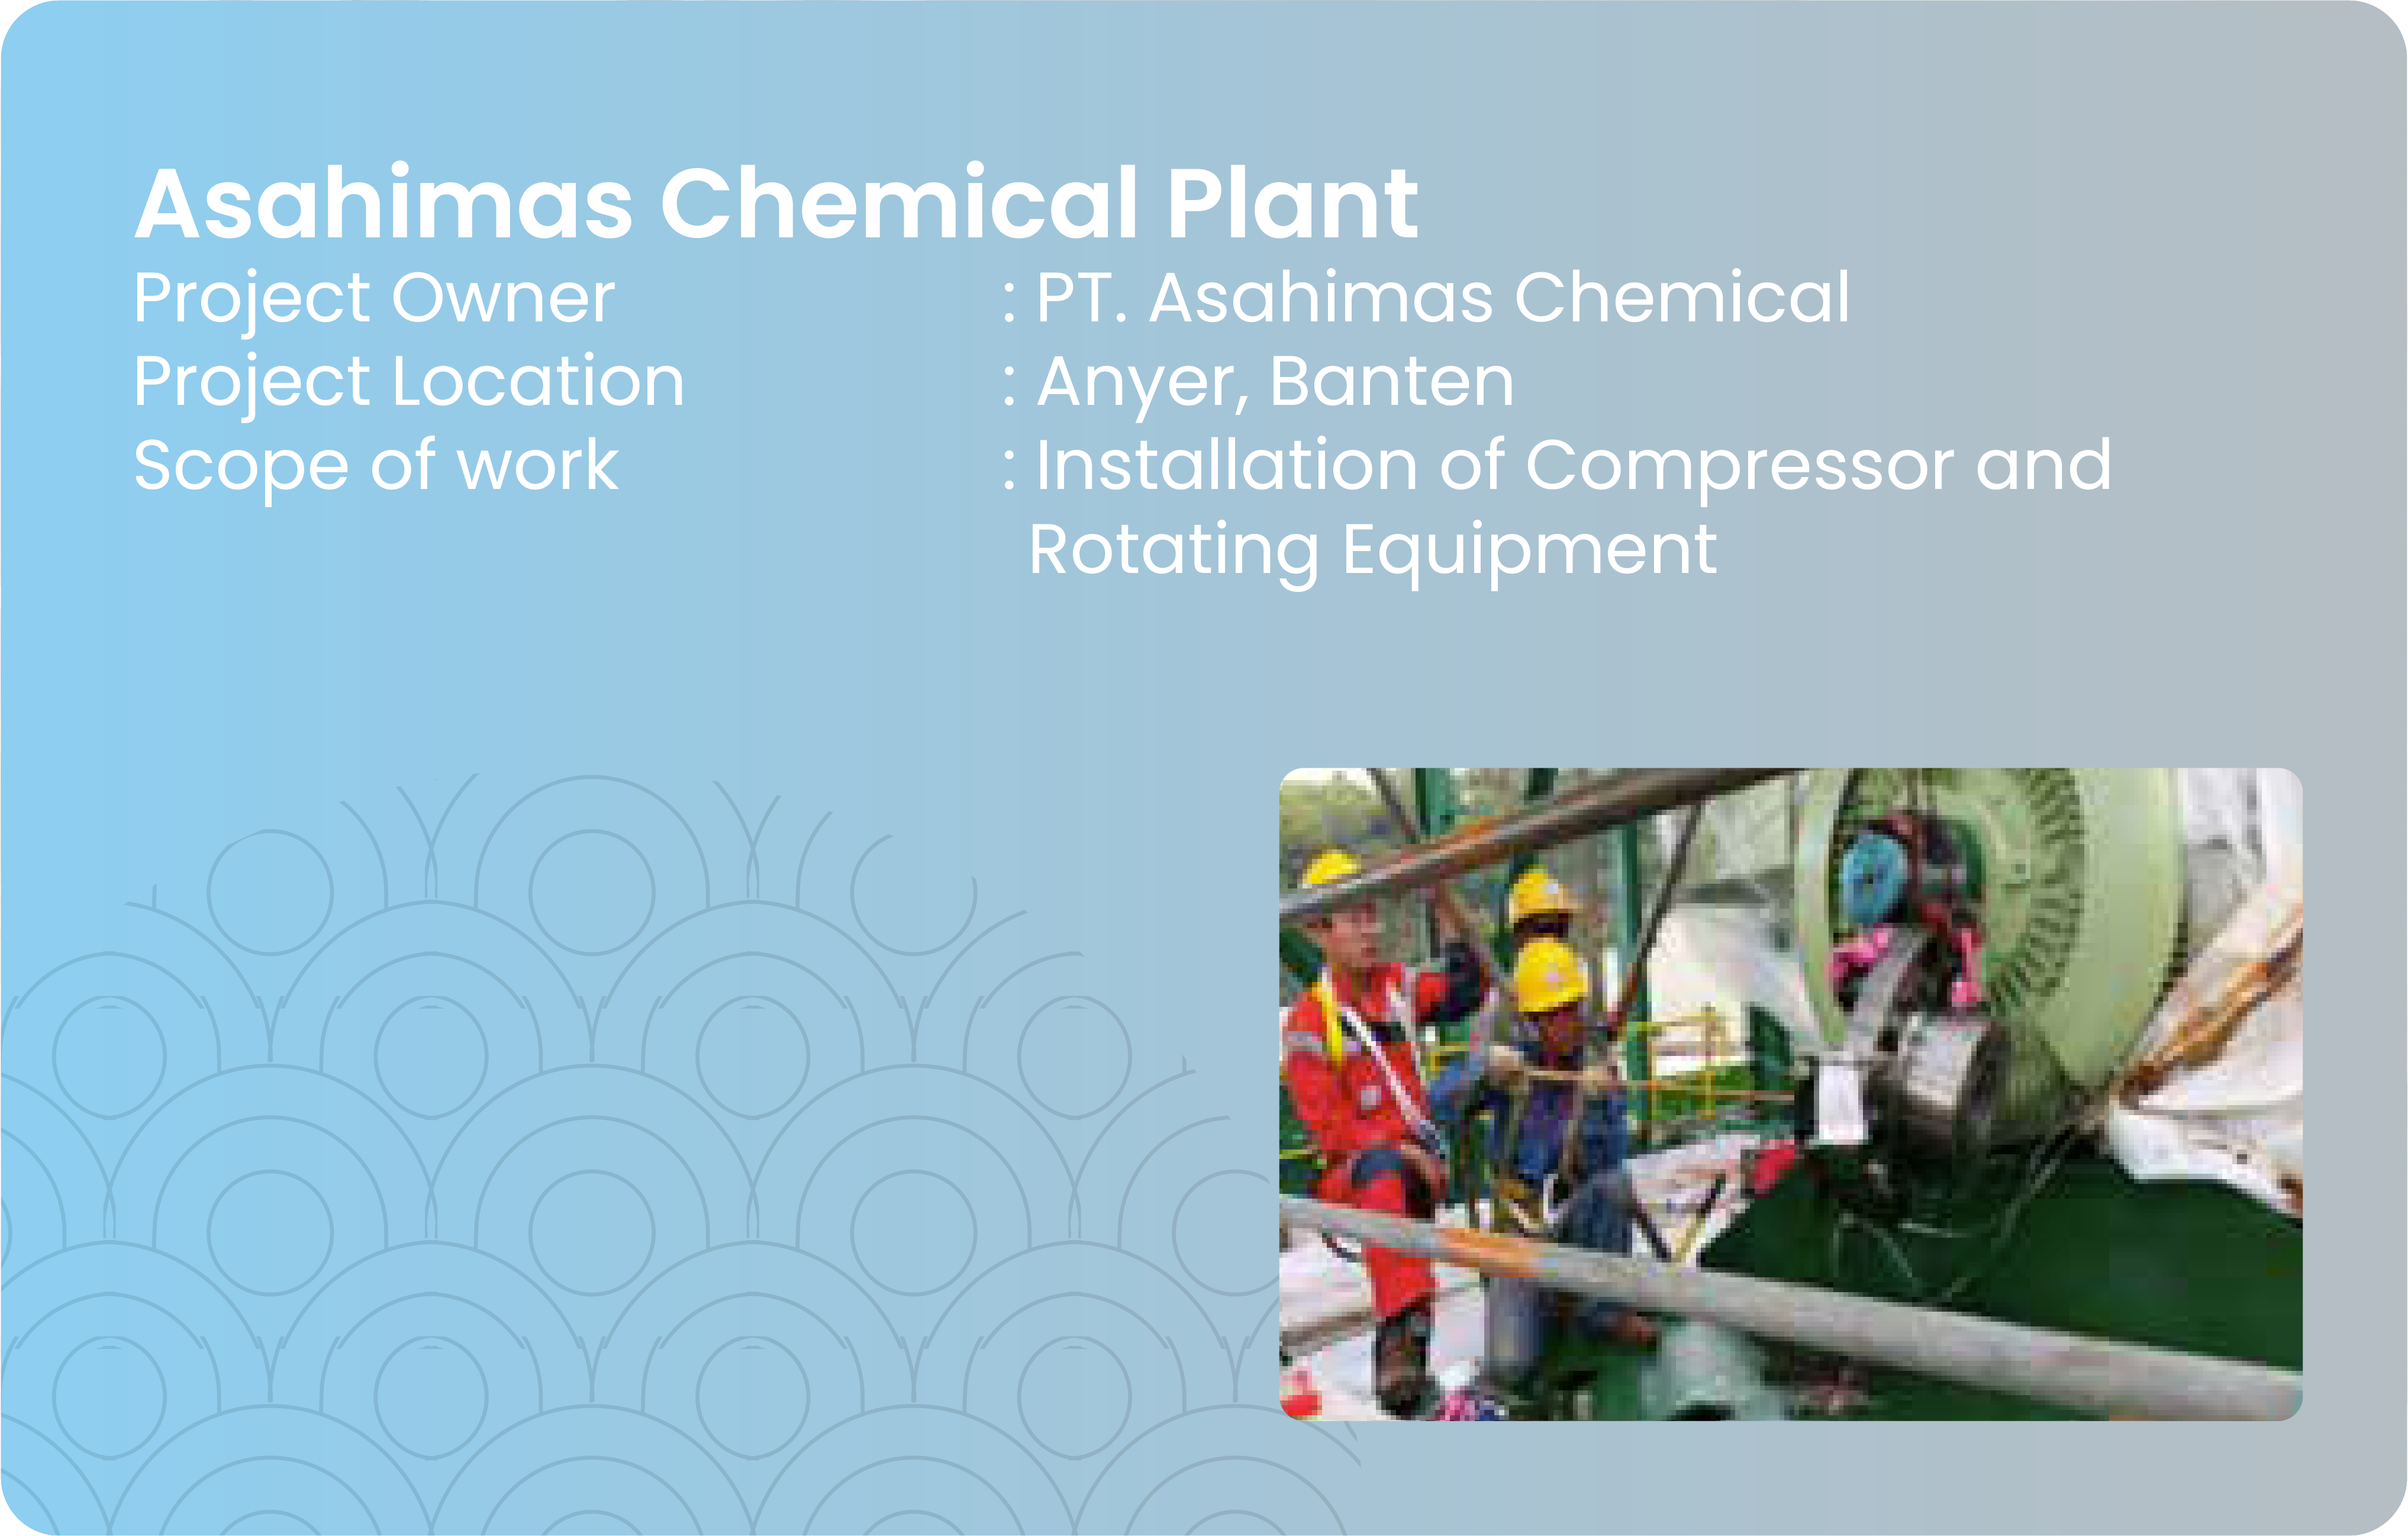 Asahimas Chemical Plant
Project Owner : PT. Asahimas Chemical
Project Location : Anyer, Banten
Scope of work : Installation of Compressor and
Rotating Equipment